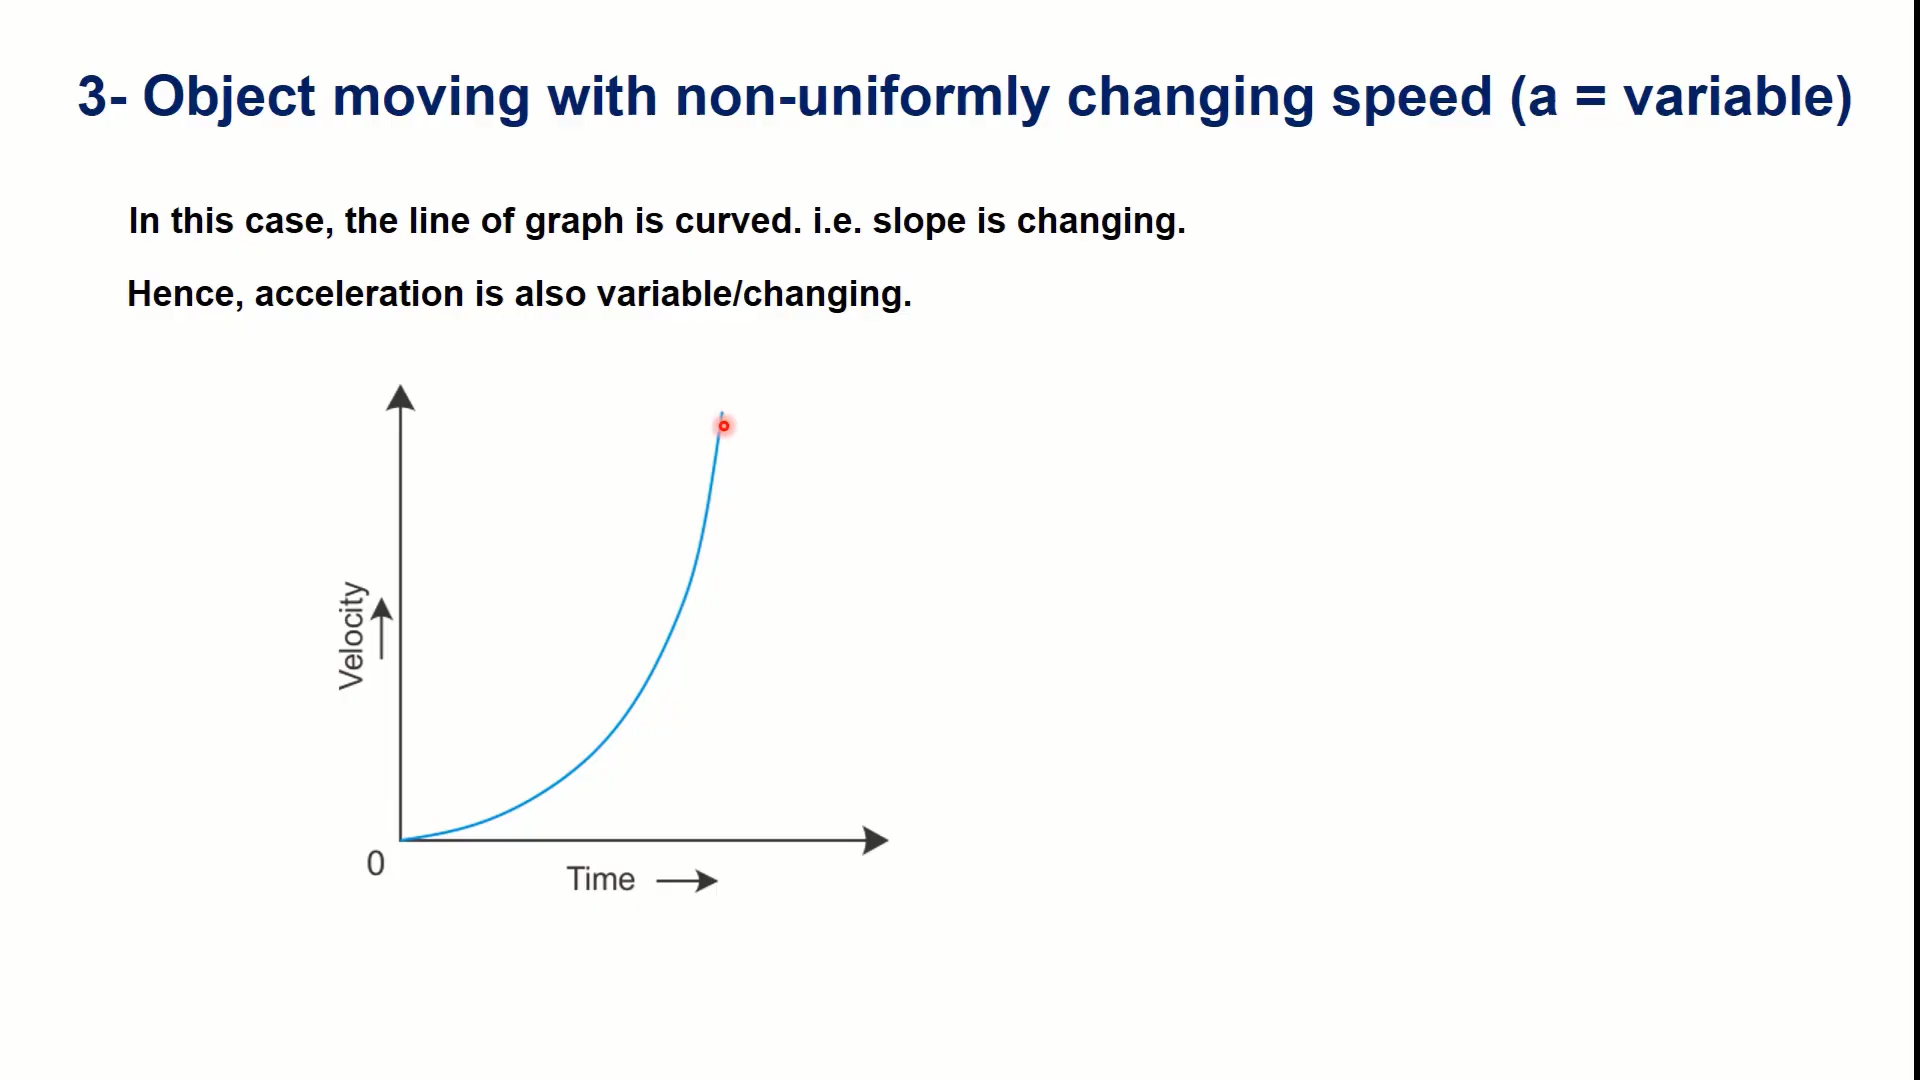 3- Object moving with non-uniformly changing speed (a = variable)
In this case, the line of graph is curved. i.e. slope is changing.
Hence, acceleration is also variable/changing.
Velocity
0
Time